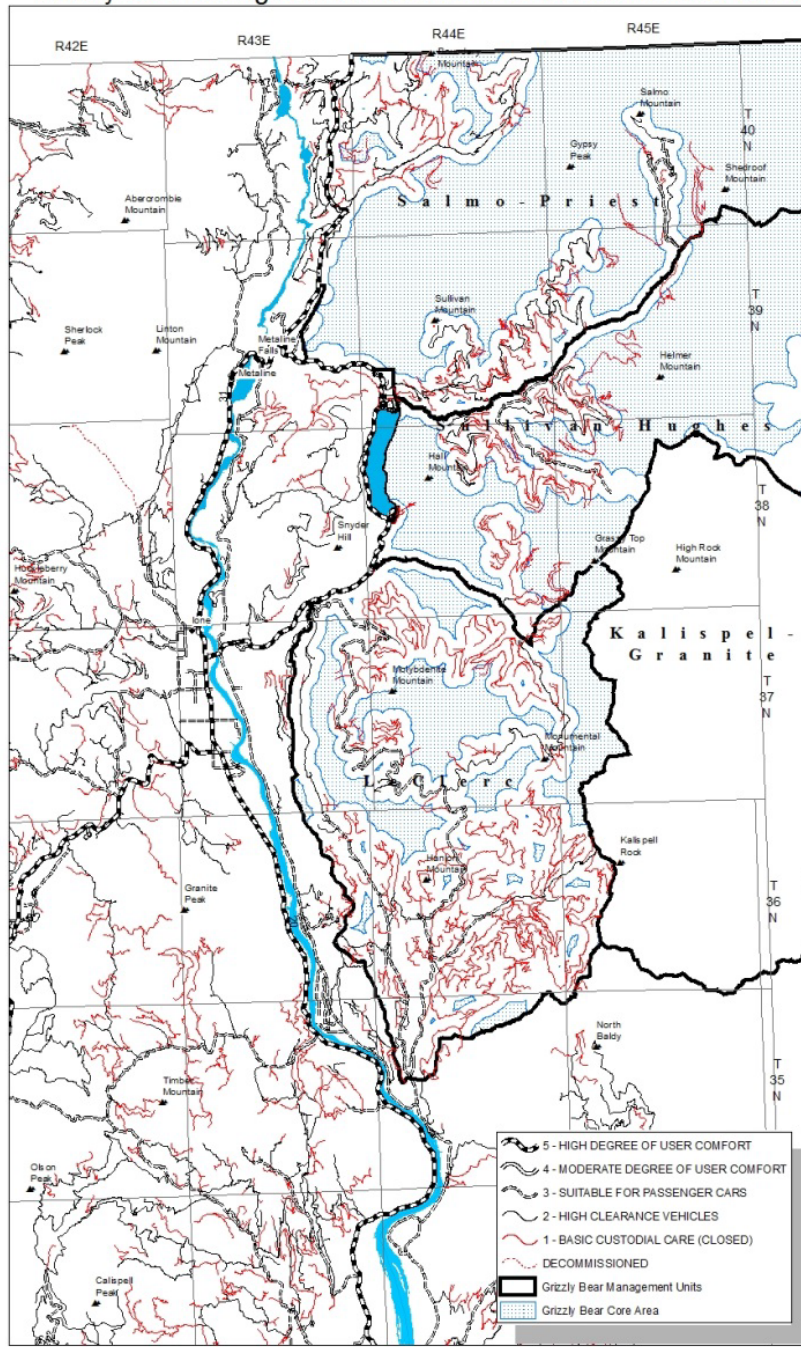 R42E
R43E
R44E
R45E
Boundary
Mountain
Salmo
Mountain
T
40
N
Gypsy
Peak
Shedroof
Mountain
Salmo-Priest
Abercrombie
Mountain
Sullivan
Mountain
T
39
N
Sherlock
Peak
Linton
Mountain
Metaline
Falls
Metaline
Helmer
Mountain
Sullivan-Hughes
Hall
Mountain
T
38
N
Snyder
Hill
Grassy Top
Mountain
High Rock
Mountain
Huckleberry
Mountain
Ione
Kalispel-
Granite
Molybdenite
Mountain
T
37
N
Monumental
Mountain
LeClerc
Hanlon
Mountain
Kalispell
Rock
Granite
Peak
T
36
N
North
Baldy
T
35
N
Timber
Mountain
Olson
Peak
Calispell
Peak
5 - HIGH DEGREE OF USER COMFORT
4 - MODERATE DEGREE OF USER COMFORT
3 - SUITABLE FOR PASSENGER CARS
2 - HIGH CLEARANCE VEHICLES
1 - BASIC CUSTODIAL CARE (CLOSED)
DECOMMISSIONED
Grizzly Bear Management Units
Grizzly Bear Core Area